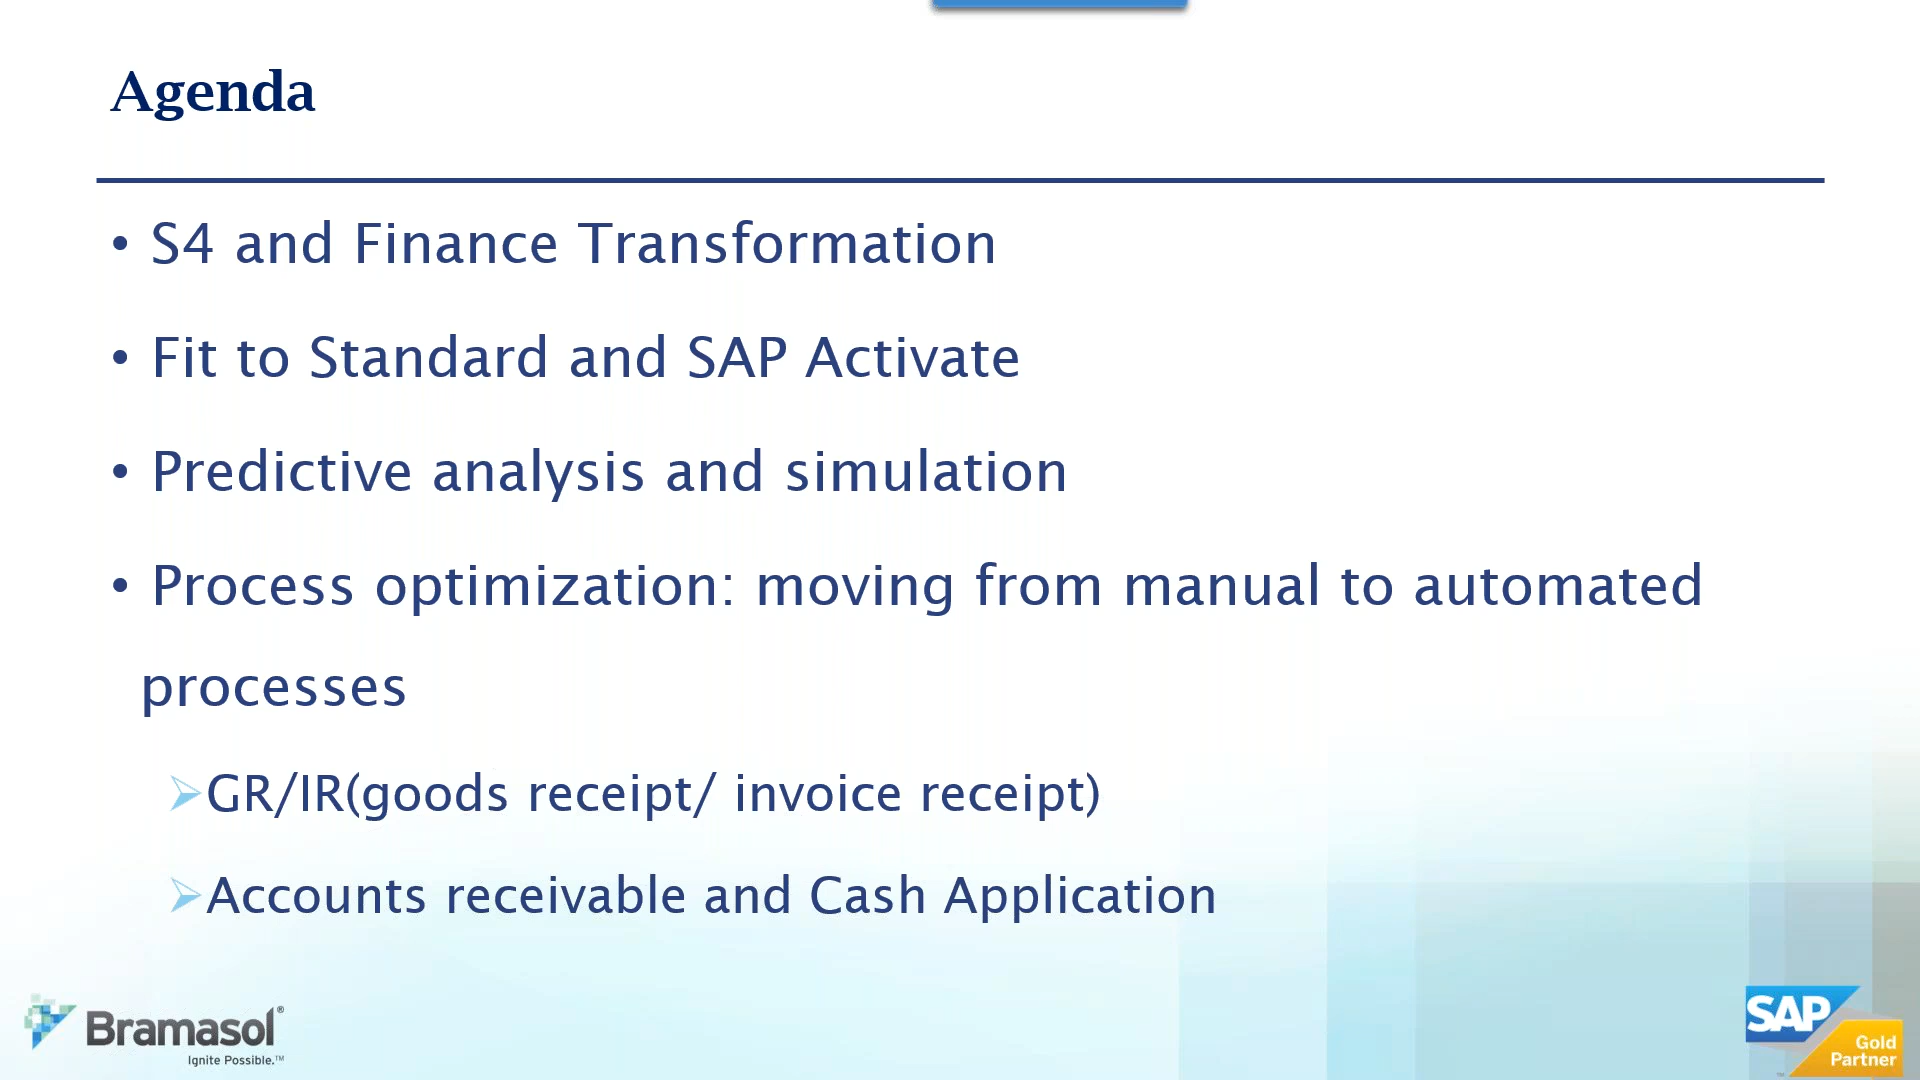 Agenda
• S4 and Finance Transformation
• Fit to Standard and SAP Activate
• Predictive analysis and simulation
• Process optimization: moving from manual to automated
processes
➢GR/IR(goods receipt/ invoice receipt)
➢Accounts receivable and Cash Application
Bramasol®
Ignite Possible.™
SAP
Gold
Partner
™